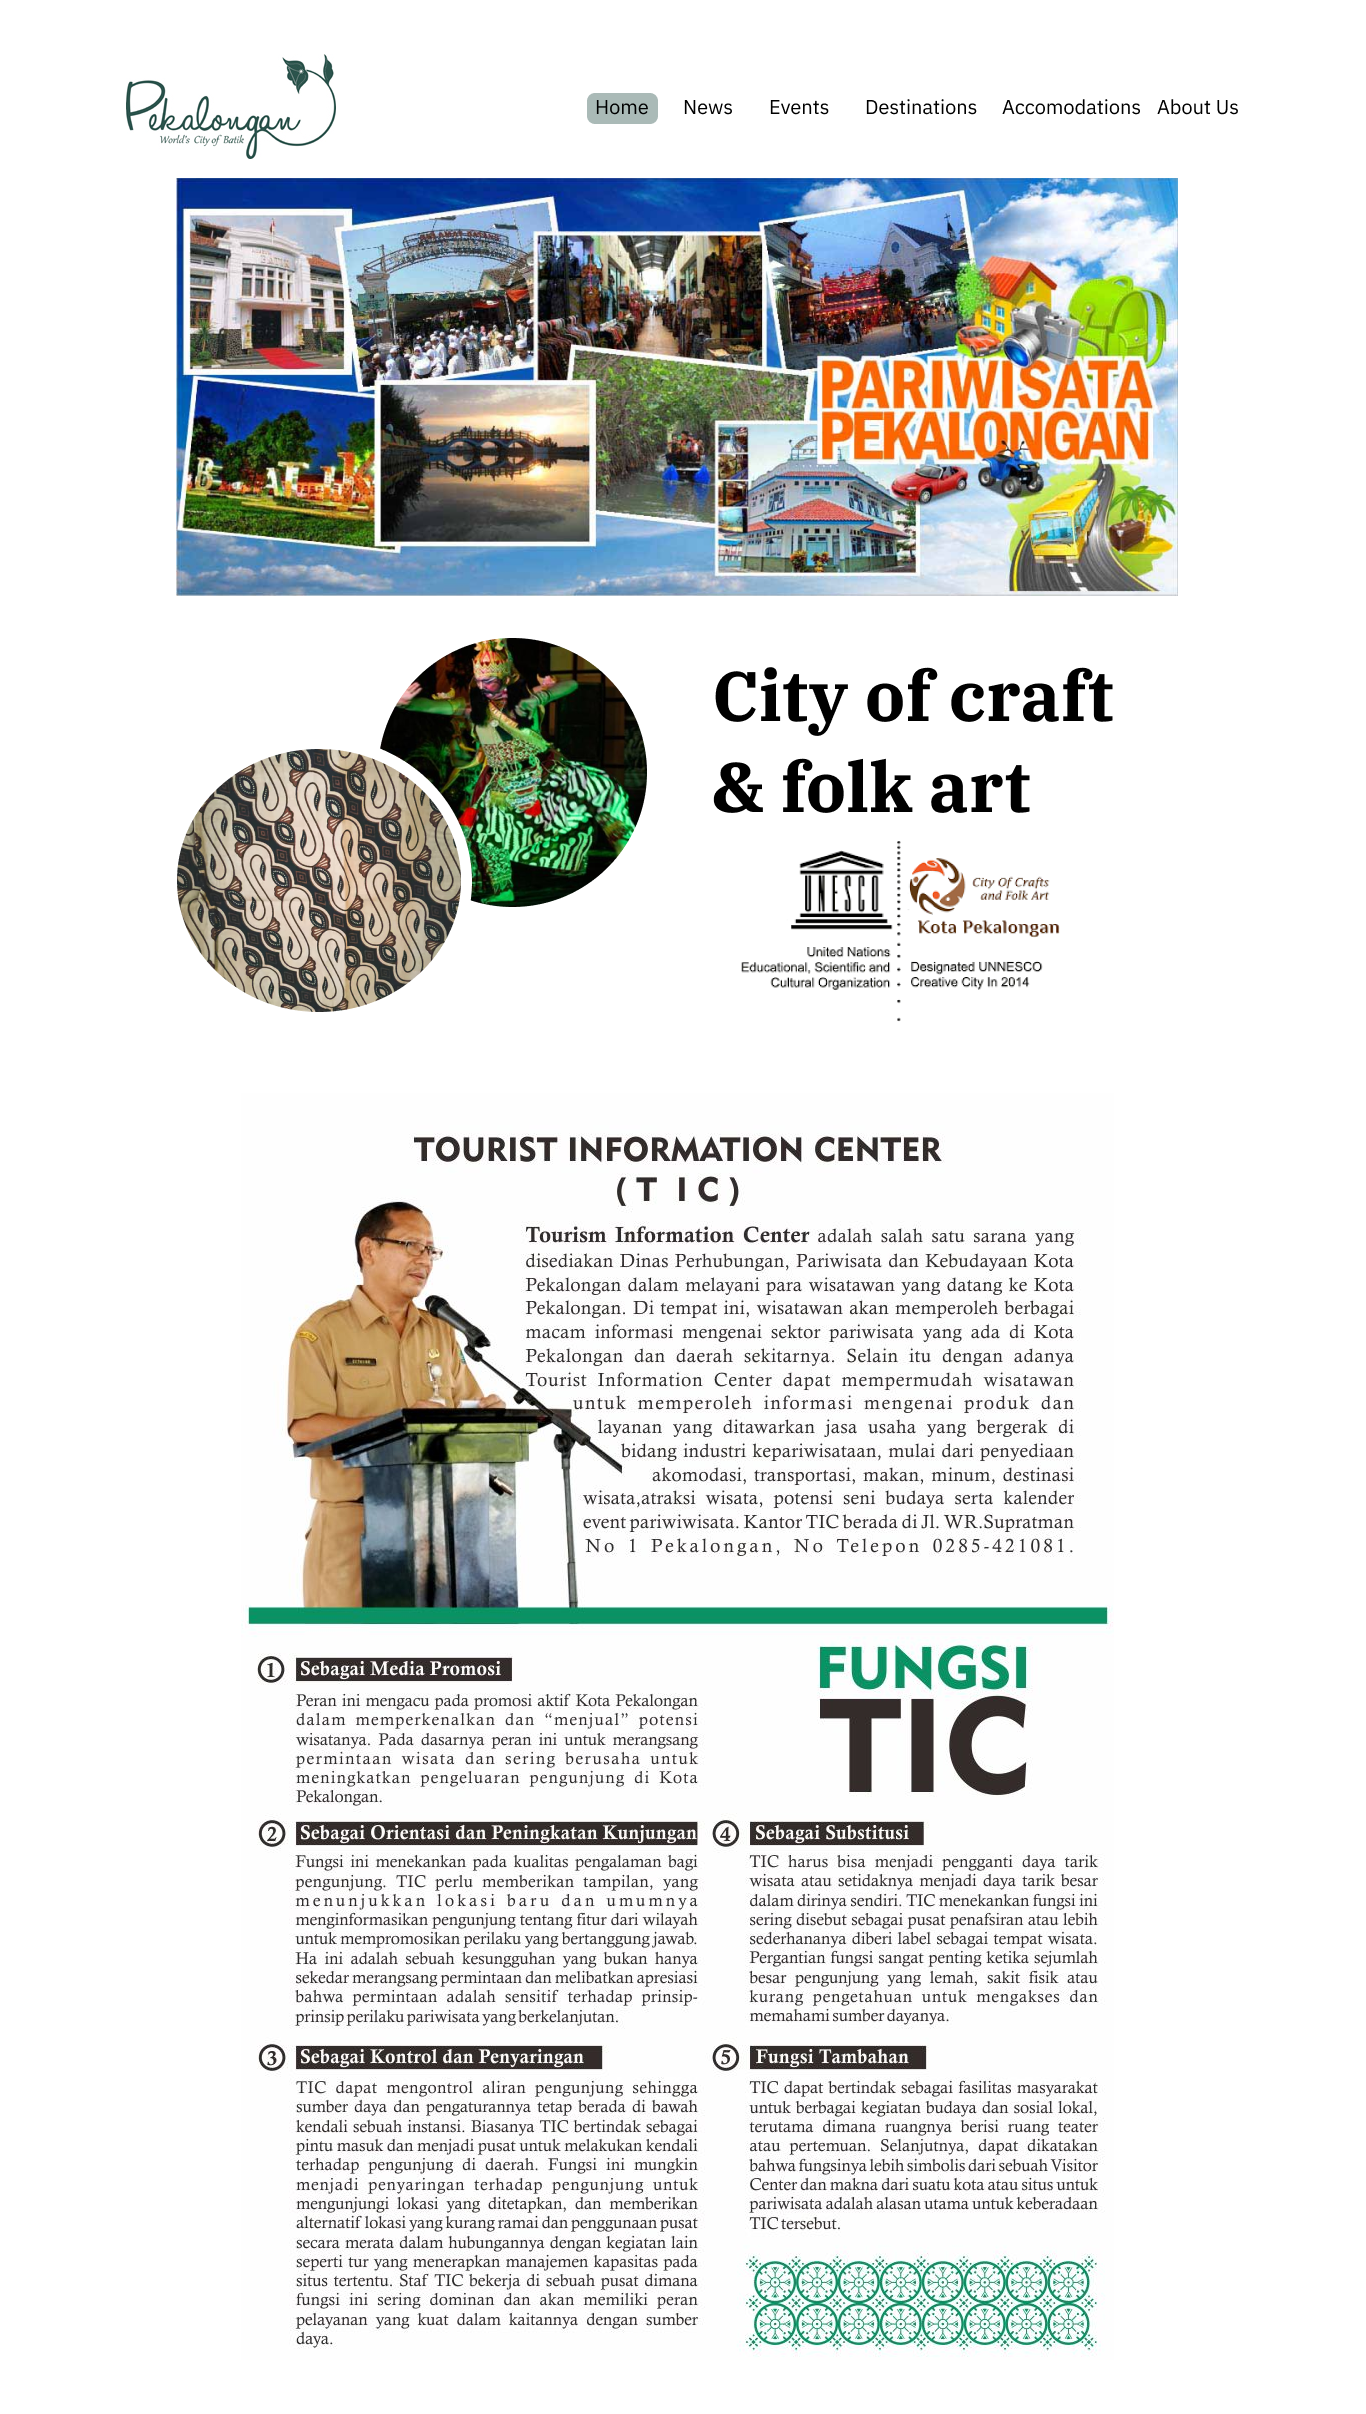 Pekalongan
World's City of Batik
Home News Events Destinations Accomodations About Us
SELAMAT DATANG
BATIK
PARIWISATA
PEKALONGAN
City of craft
& folk art
UNESCO
City Of Crafts
and Folk Art
Kota Pekalongan
United Nations
Educational, Scientific and
Cultural Organization
Designated UNNESCO
Creative City In 2014
TOURIST INFORMATION CENTER
( T I C )
Tourism Information Center adalah salah satu sarana yang
disediakan Dinas Perhubungan, Pariwisata dan Kebudayaan Kota
Pekalongan dalam melayani para wisatawan yang datang ke Kota
Pekalongan. Di tempat ini, wisatawan akan memperoleh berbagai
macam informasi mengenai sektor pariwisata yang ada di Kota
Pekalongan dan daerah sekitarnya. Selain itu dengan adanya
Tourist Information Center dapat mempermudah wisatawan
untuk memperoleh informasi mengenai produk dan
layanan yang ditawarkan jasa usaha yang bergerak di
bidang industri kepariwisataan, mulai dari penyediaan
akomodasi, transportasi, makan, minum, destinasi
wisata,atraksi wisata, potensi seni budaya serta kalender
event pariwiwisata. Kantor TIC berada di Jl. WR.Supratman
No 1 Pekalongan, No Telepon 0285-421081.
FUNGSI
TIC
1 Sebagai Media Promosi
Peran ini mengacu pada promosi aktif Kota Pekalongan
dalam memperkenalkan dan “menjual” potensi
wisatanya. Pada dasarnya peran ini untuk merangsang
permintaan wisata dan sering berusaha untuk
meningkatkan pengeluaran pengunjung di Kota
Pekalongan.
2 Sebagai Orientasi dan Peningkatan Kunjungan
Fungsi ini menekankan pada kualitas pengalaman bagi
pengunjung. TIC perlu memberikan tampilan, yang
menunjukkan lokasi baru dan umumnya
menginformasikan pengunjung tentang fitur dari wilayah
untuk mempromosikan perilaku yang bertanggung jawab.
Ha ini adalah sebuah kesungguhan yang bukan hanya
sekedar merangsang permintaan dan melibatkan apresiasi
bahwa permintaan adalah sensitif terhadap prinsip-
prinsip perilaku pariwisata yang berkelanjutan.
3 Sebagai Kontrol dan Penyaringan
TIC dapat mengontrol aliran pengunjung sehingga
sumber daya dan pengaturannya tetap berada di bawah
kendali sebuah instansi. Biasanya TIC bertindak sebagai
pintu masuk dan menjadi pusat untuk melakukan kendali
terhadap pengunjung di daerah. Fungsi ini mungkin
menjadi penyaringan terhadap pengunjung untuk
mengunjungi lokasi yang ditetapkan, dan memberikan
alternatif lokasi yang kurang ramai dan penggunaan pusat
secara merata dalam hubungannya dengan kegiatan lain
seperti tur yang menerapkan manajemen kapasitas pada
situs tertentu. Staf TIC bekerja di sebuah pusat dimana
fungsi ini sering dominan dan akan memiliki peran
pelayanan yang kuat dalam kaitannya dengan sumber
daya.
4 Sebagai Substitusi
TIC harus bisa menjadi pengganti daya tarik
wisata atau setidaknya menjadi daya tarik besar
dalam dirinya sendiri. TIC menekankan fungsi ini
sering disebut sebagai pusat penafsiran atau lebih
sederhananya diberi label sebagai tempat wisata.
Pergantian fungsi sangat penting ketika sejumlah
besar pengunjung yang lemah, sakit fisik atau
kurang pengetahuan untuk mengakses dan
memahami sumber dayanya.
5 Fungsi Tambahan
TIC dapat bertindak sebagai fasilitas masyarakat
untuk berbagai kegiatan budaya dan sosial lokal,
terutama dimana ruangnya berisi ruang teater
atau pertemuan. Selanjutnya, dapat dikatakan
bahwa fungsinya lebih simbolis dari sebuah Visitor
Center dan makna dari suatu kota atau situs untuk
pariwisata adalah alasan utama untuk keberadaan
TIC tersebut.